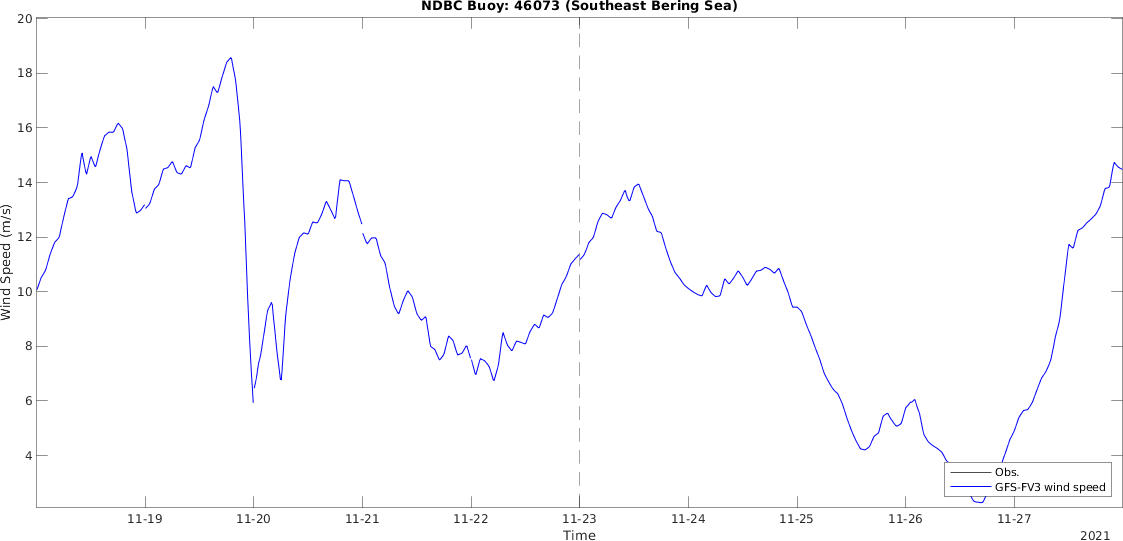 NDBC Buoy: 46073 (Southeast Bering Sea)
20
18
16
14
12
10
8
6
4
Wind Speed (m/s)
Obs.
GFS-FV3 wind speed
11-19 11-20 11-21 11-22 11-23 11-24 11-25 11-26 11-27
Time
2021